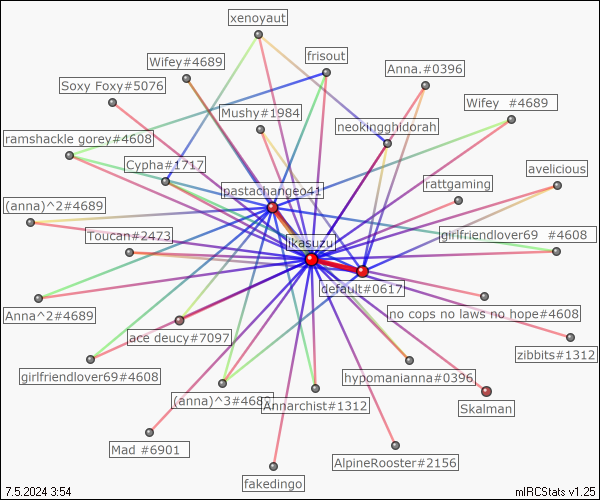 xenoyaut
frisout
Wifey#4689
Anna.#0396
Soxy Foxy#5076
Wifey #4689
Mushy#1984
neokingghidorah
ramshackle gorey#4608
Cypha#1717
avelicious
pastachangeo41
rattgaming
(anna)^2#4689
Toucan#2473
likasuzu
girlfriendlover69 #4608
default#0617
Anna^2#4689
no cops no laws no hope#4608
ace deucy#7097
zibbits#1312
girlfriendlover69#4608
hypomanianna#0396
(anna)^3#4689
Annarchist#1312
Skalman
Mad #6901
AlpineRooster#2156
fakedingo
7.5.2024 3:54
mIRCStats v1.25